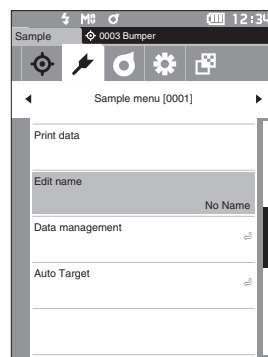 M 12:34
Sample 0003 Bumper
Sample menu [0001]
Print data
Edit name
No Name
Data management
Auto Target